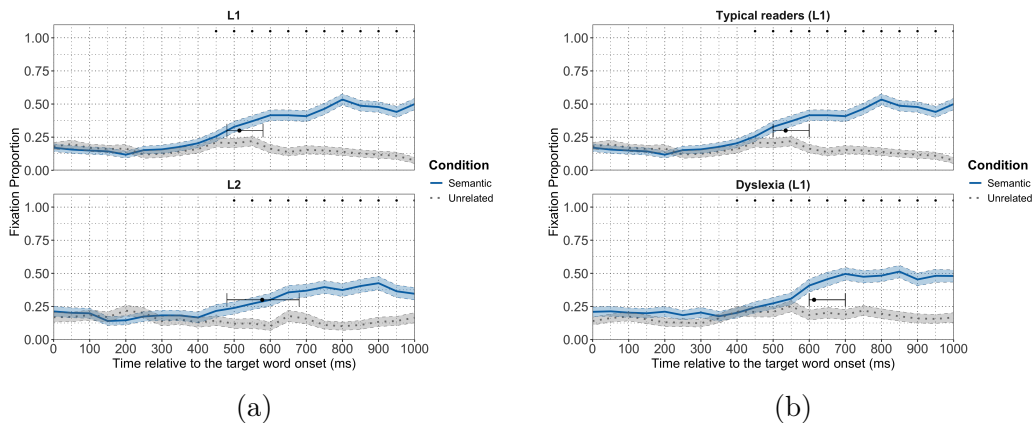 L1
1.00
0.75
0.50
0.25
0.00
L2
1.00
0.75
0.50
0.25
0.00
0 100 200 300 400 500 600 700 800 900 1000
Time relative to the target word onset (ms)
Fixation Proportion
Condition
Semantic
Unrelated
(a)
Typical readers (L1)
1.00
0.75
0.50
0.25
0.00
Dyslexia (L1)
1.00
0.75
0.50
0.25
0.00
0 100 200 300 400 500 600 700 800 900 1000
Time relative to the target word onset (ms)
Fixation Proportion
Condition
Semantic
Unrelated
(b)